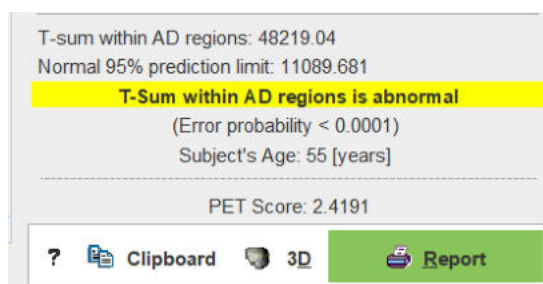 T-sum within AD regions: 48219.04
Normal 95% prediction limit: 11089.681
T-Sum within AD regions is abnormal
(Error probability < 0.0001)
Subject's Age: 55 [years]
PET Score: 2.4191
? Clipboard 3D Report